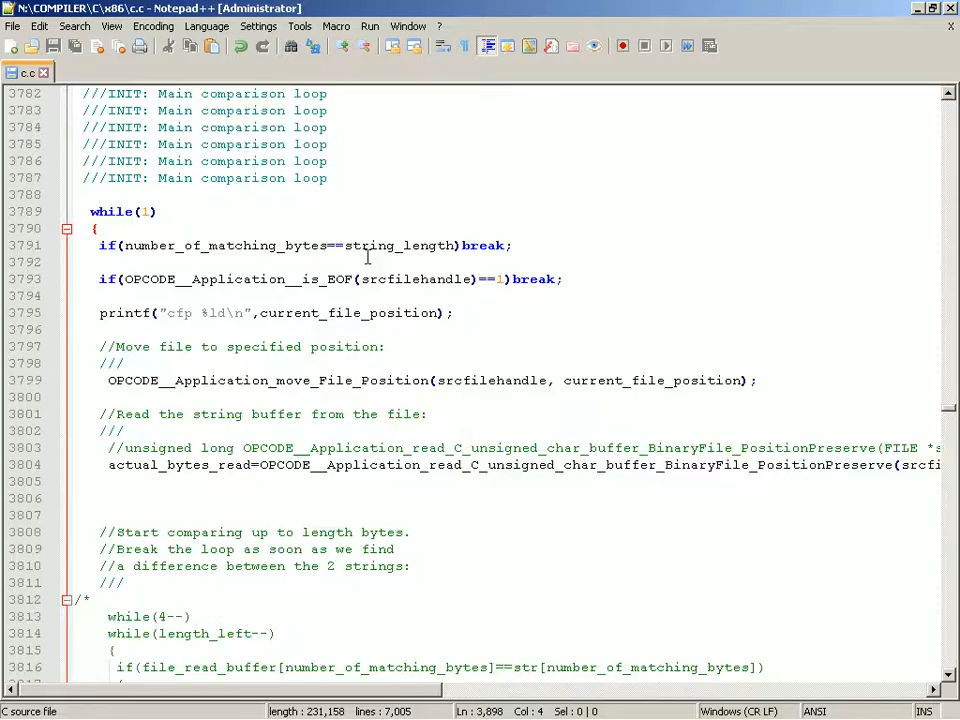 N:\COMPILER\C\x86\c.c - Notepad++ [Administrator]
File Edit Search View Encoding Language Settings Tools Macro Run Window ? X
c.c
3782 ///INIT: Main comparison loop
3783 ///INIT: Main comparison loop
3784 ///INIT: Main comparison loop
3785 ///INIT: Main comparison loop
3786 ///INIT: Main comparison loop
3787 ///INIT: Main comparison loop
3788
3789 while(1)
3790 {
3791 if(number_of_matching_bytes==string_length)break;
3792
3793 if(OPCODE__Application__is_EOF(srcfilehandle)==1)break;
3794
3795 printf("cfp %ld\n",current_file_position);
3796
3797 //Move file to specified position:
3798 ///
3799 OPCODE__Application_move_File_Position(srcfilehandle, current_file_position);
3800
3801 //Read the string buffer from the file:
3802 ///
3803 //unsigned long OPCODE__Application_read_C_unsigned_char_buffer_BinaryFile_PositionPreserve(FILE *s
3804 actual_bytes_read=OPCODE__Application_read_C_unsigned_char_buffer_BinaryFile_PositionPreserve(srcfi
3805
3806
3807
3808 //Start comparing up to length bytes.
3809 //Break the loop as soon as we find
3810 //a difference between the 2 strings:
3811 ///
3812 /*
3813 while(4--)
3814 while(length_left--)
3815 {
3816 if(file_read_buffer[number_of_matching_bytes]==str[number_of_matching_bytes])
C source file length : 231,158 lines : 7,005 Ln : 3,898 Col : 4 Sel : 0 | 0 Windows (CR LF) ANSI INS